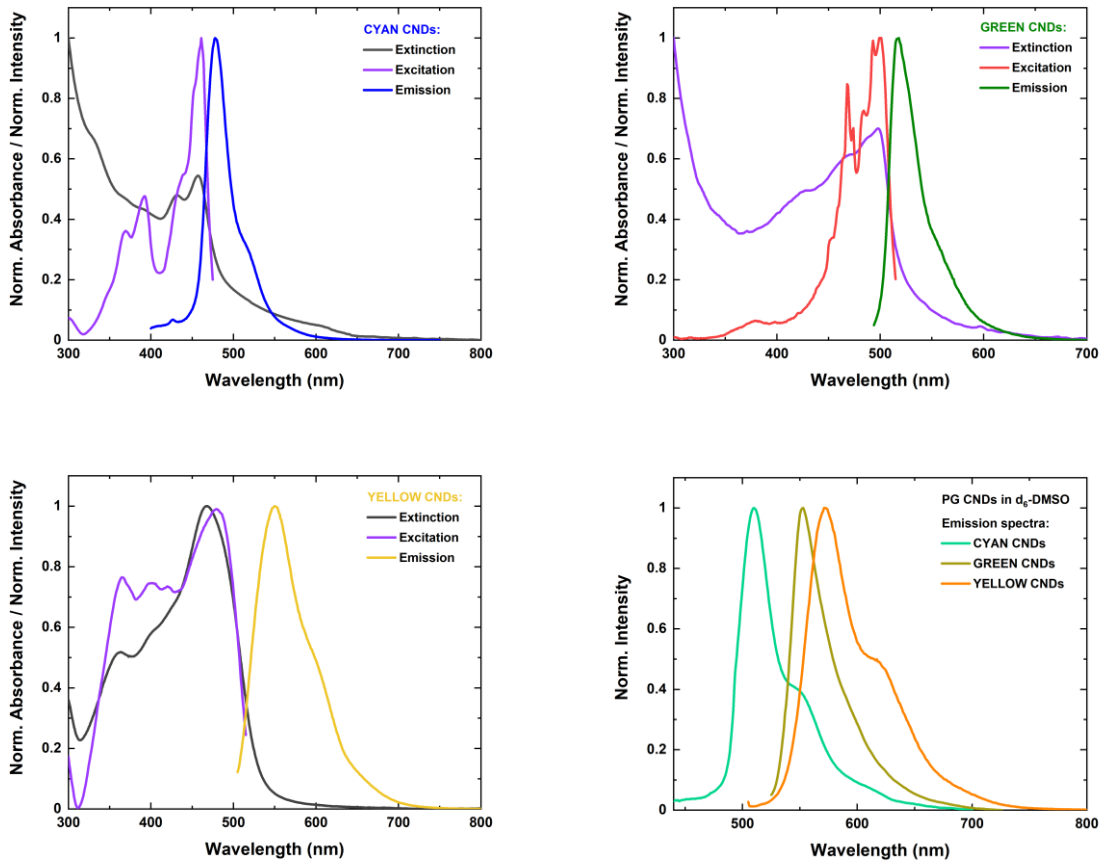 CYAN CNDs:
Extinction
Excitation
Emission
Norm. Absorbance / Norm. Intensity
1
0.8
0.6
0.4
0.2
0
300 400 500 600 700 800
Wavelength (nm)
GREEN CNDs:
Extinction
Excitation
Emission
Norm. Absorbance / Norm. Intensity
1
0.8
0.6
0.4
0.2
0
300 400 500 600 700
Wavelength (nm)
YELLOW CNDs:
Extinction
Excitation
Emission
Norm. Absorbance / Norm. Intensity
1
0.8
0.6
0.4
0.2
0
300 400 500 600 700 800
Wavelength (nm)
PG CNDs in d₆-DMSO
Emission spectra:
CYAN CNDs
GREEN CNDs
YELLOW CNDs
Norm. Intensity
1
0.8
0.6
0.4
0.2
0
500 600 700 800
Wavelength (nm)